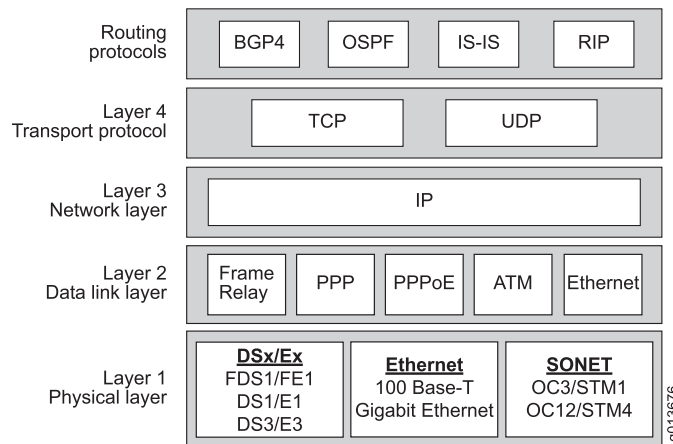 Routing
protocols
BGP4
OSPF
IS-IS
RIP
Layer 4
Transport protocol
TCP
UDP
Layer 3
Network layer
IP
Layer 2
Data link layer
Frame
Relay
PPP
PPPoE
ATM
Ethernet
Layer 1
Physical layer
DSx/Ex
FDS1/FE1
DS1/E1
DS3/E3
Ethernet
100 Base-T
Gigabit Ethernet
SONET
OC3/STM1
OC12/STM4
g013676